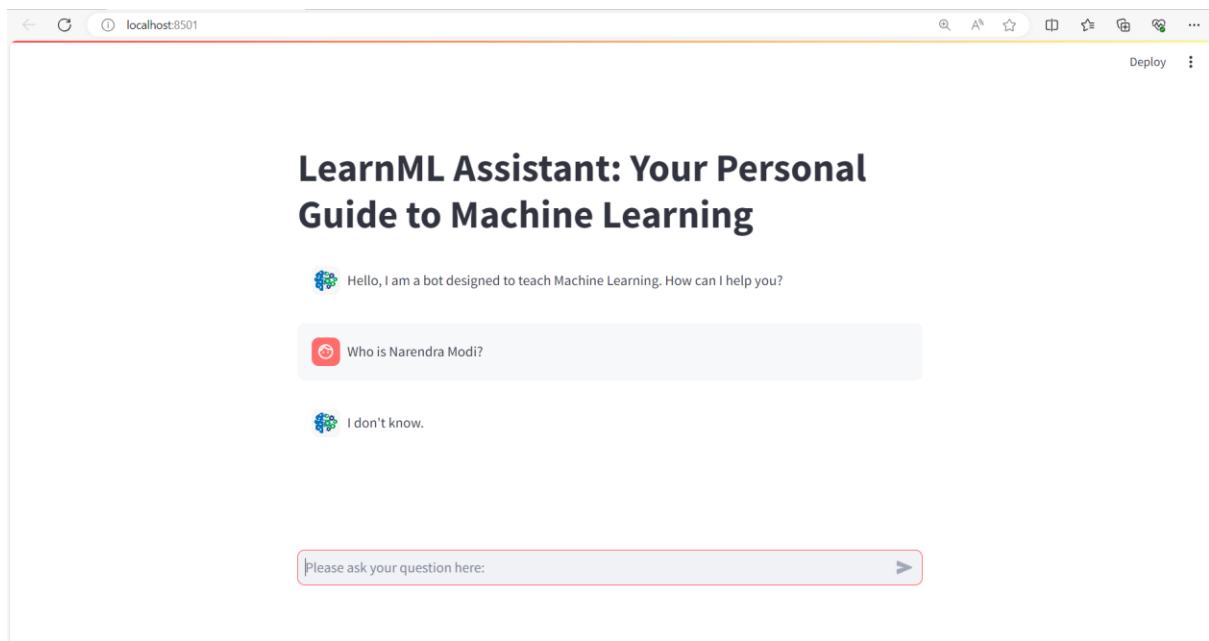 localhost:8501
Deploy
LearnML Assistant: Your Personal
Guide to Machine Learning
Hello, I am a bot designed to teach Machine Learning. How can I help you?
Who is Narendra Modi?
I don't know.
Please ask your question here: